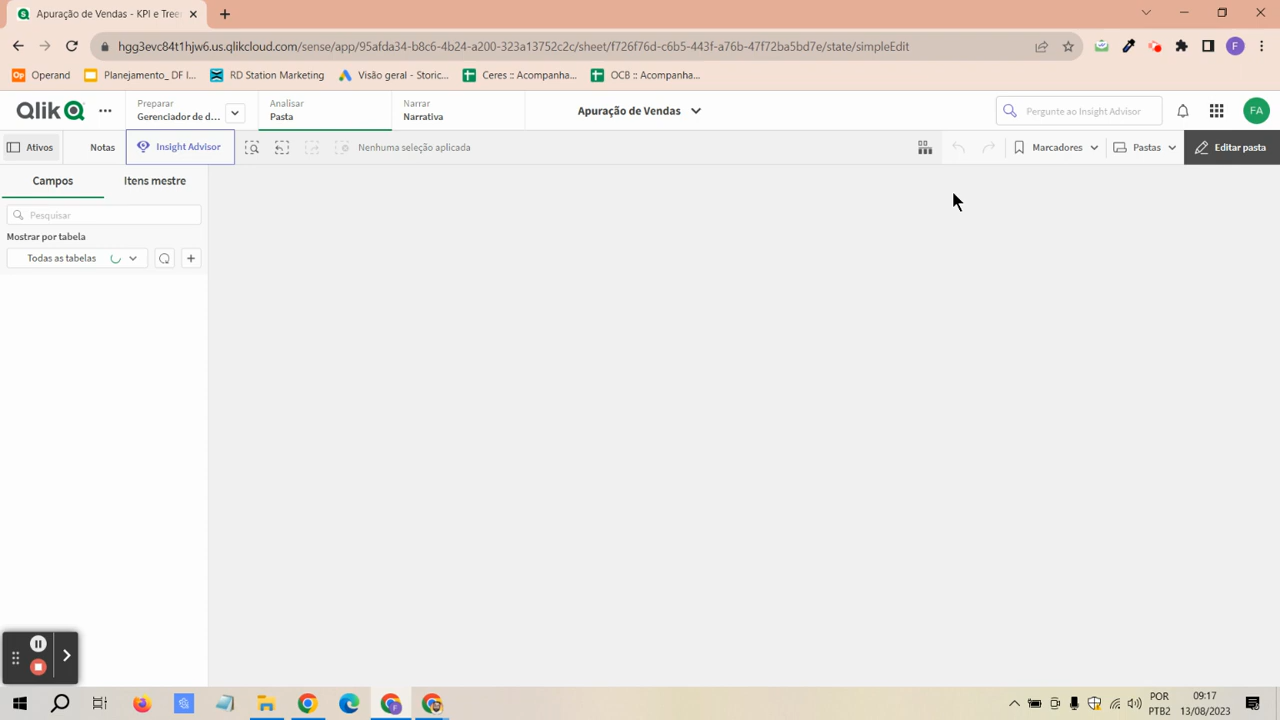 Apuração de Vendas - KPI e Tree
hgg3evc84t1hjw6.us.qlikcloud.com/sense/app/95afda34-b8c6-4b24-a200-323a13752c2c/sheet/f726f76d-c6b5-443f-a76b-47f72ba5bd7e/state/simpleEdit
F
Op Operand
Planejamento_ DF I...
RD Station Marketing
Visão geral - Storic...
Ceres :: Acompanha...
OCB :: Acompanha...
Qlik
Preparar
Gerenciador de d...
Analisar
Pasta
Narrar
Narrativa
Apuração de Vendas
Pergunte ao Insight Advisor
FA
Ativos
Notas
Insight Advisor
Nenhuma seleção aplicada
Marcadores
Pastas
Editar pasta
Campos
Itens mestre
Pesquisar
Mostrar por tabela
Todas as tabelas
POR
PTB2
09:17
13/08/2023